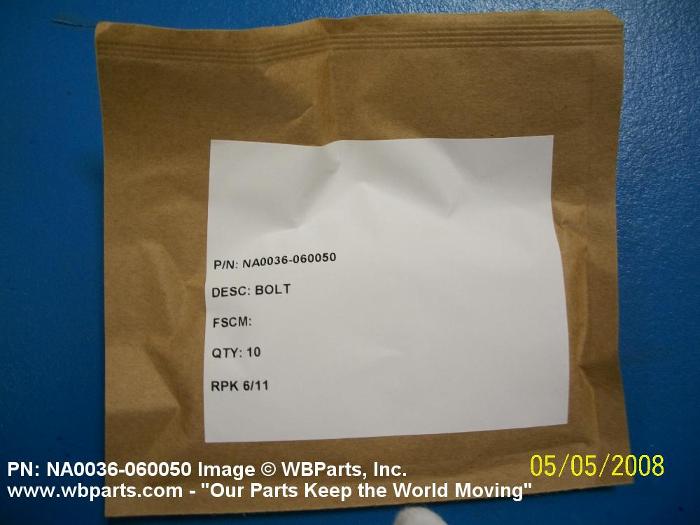 P/N: NA0036-060050
DESC: BOLT
FSCM:
QTY: 10
RPK 6/11
PN: NA0036-060050 Image © WBParts, Inc.
05/05/2008
www.wbparts.com - "Our Parts Keep the World Moving"